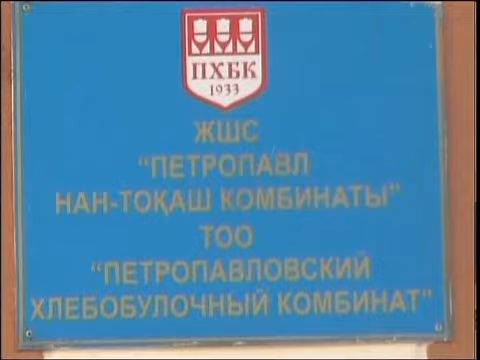 ПХБК
1933
ЖШС
"ПЕТРОПАВЛ
НАН-ТОҚАШ КОМБИНАТЫ"
ТОО
"ПЕТРОПАВЛОВСКИЙ
ХЛЕБОБУЛОЧНЫЙ КОМБИНАТ"